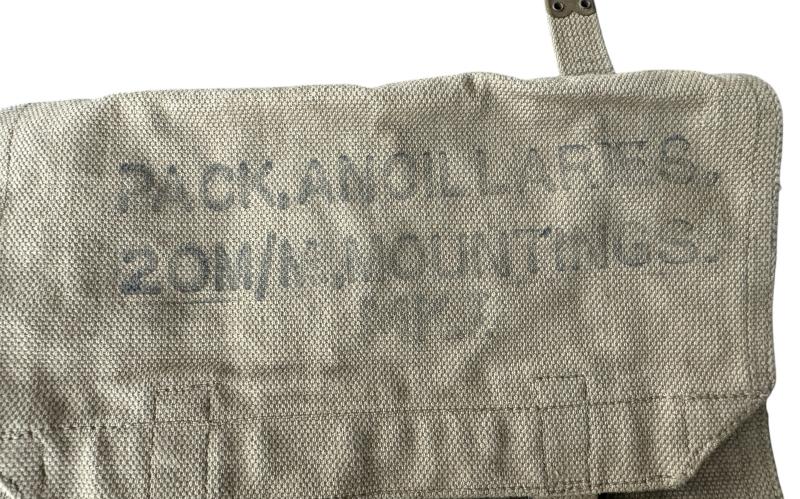 PACK, ANCILLARIES,
20M/M. MOUNTINGS.